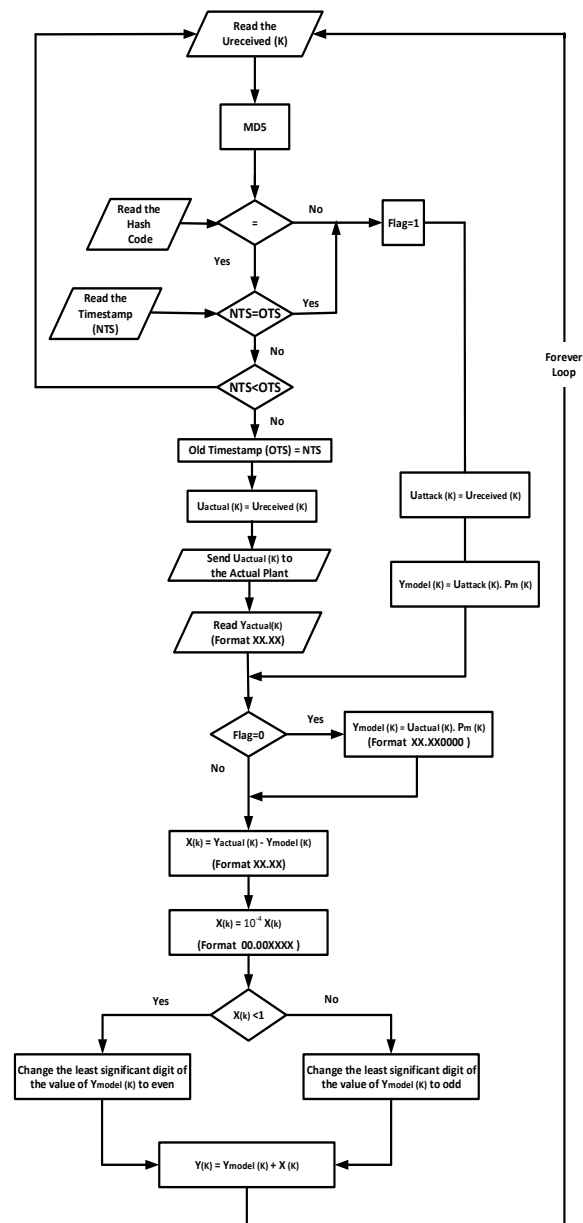 Read the
Ureceived (K)
MD5
Read the
Hash
Code
=
No
Flag=1
Yes
Read the
Timestamp
(NTS)
NTS=OTS
Yes
No
Forever
Loop
NTS<OTS
No
Old Timestamp (OTS) = NTS
Uactual (K) = Ureceived (K)
Uattack (K) = Ureceived (K)
Send Uactual (K) to
the Actual Plant
Ymodel (K) = Uattack (K). Pm (K)
Read Yactual(K)
(Format XX.XX)
Flag=0
Yes
Ymodel (K) = Uactual (K). Pm (K)
(Format XX.XX0000 )
No
X(k) = Yactual (K) - Ymodel (K)
(Format XX.XX)
X(k) = 10⁻⁴ X(k)
(Format 00.00XXXX )
Yes
X(k) <1
No
Change the least significant digit of
the value of Ymodel (K) to even
Change the least significant digit of
the value of Ymodel (K) to odd
Y(K) = Ymodel (K) + X (K)